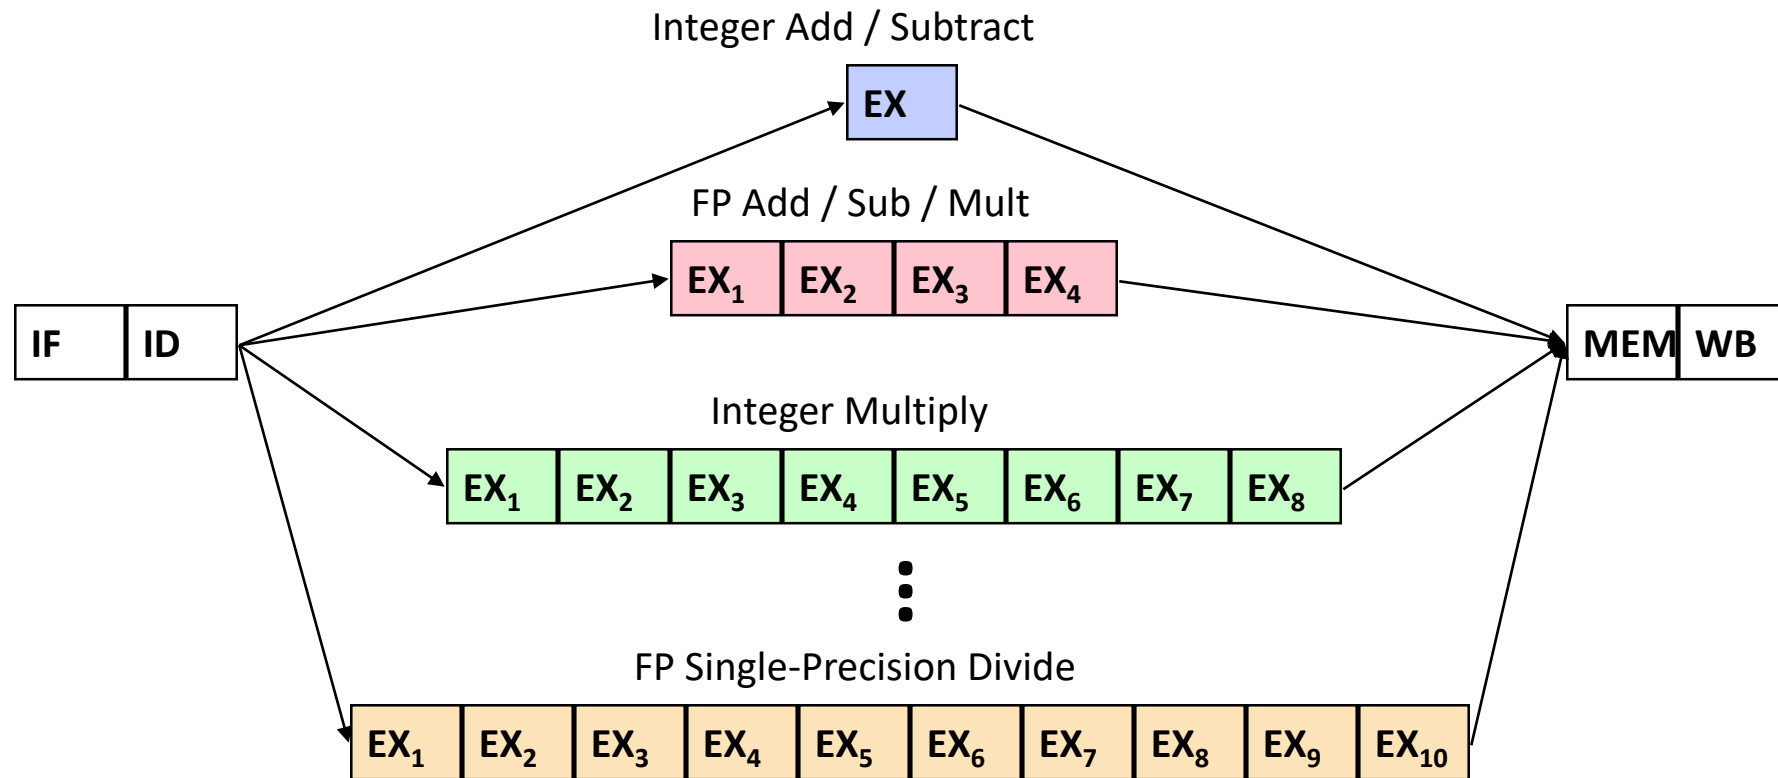 Integer Add / Subtract
EX
FP Add / Sub / Mult
EX₁ EX₂ EX₃ EX₄
IF ID
MEM WB
Integer Multiply
EX₁ EX₂ EX₃ EX₄ EX₅ EX₆ EX₇ EX₈
FP Single-Precision Divide
EX₁ EX₂ EX₃ EX₄ EX₅ EX₆ EX₇ EX₈ EX₉ EX₁₀